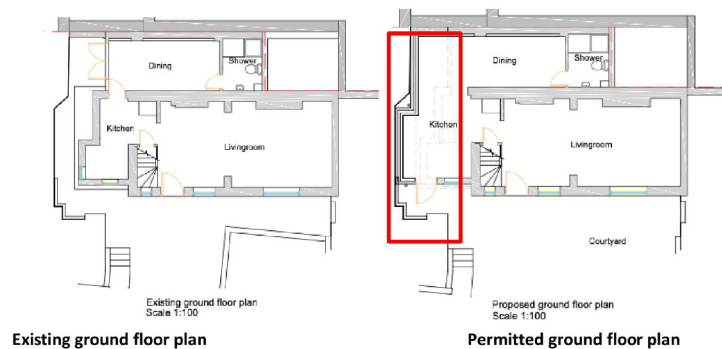 Dining
Shower
Kitchen
Livingroom
Existing ground floor plan
Scale 1:100
Existing ground floor plan
Dining
Shower
Kitchen
Livingroom
Courtyard
Proposed ground floor plan
Scale 1:100
Permitted ground floor plan